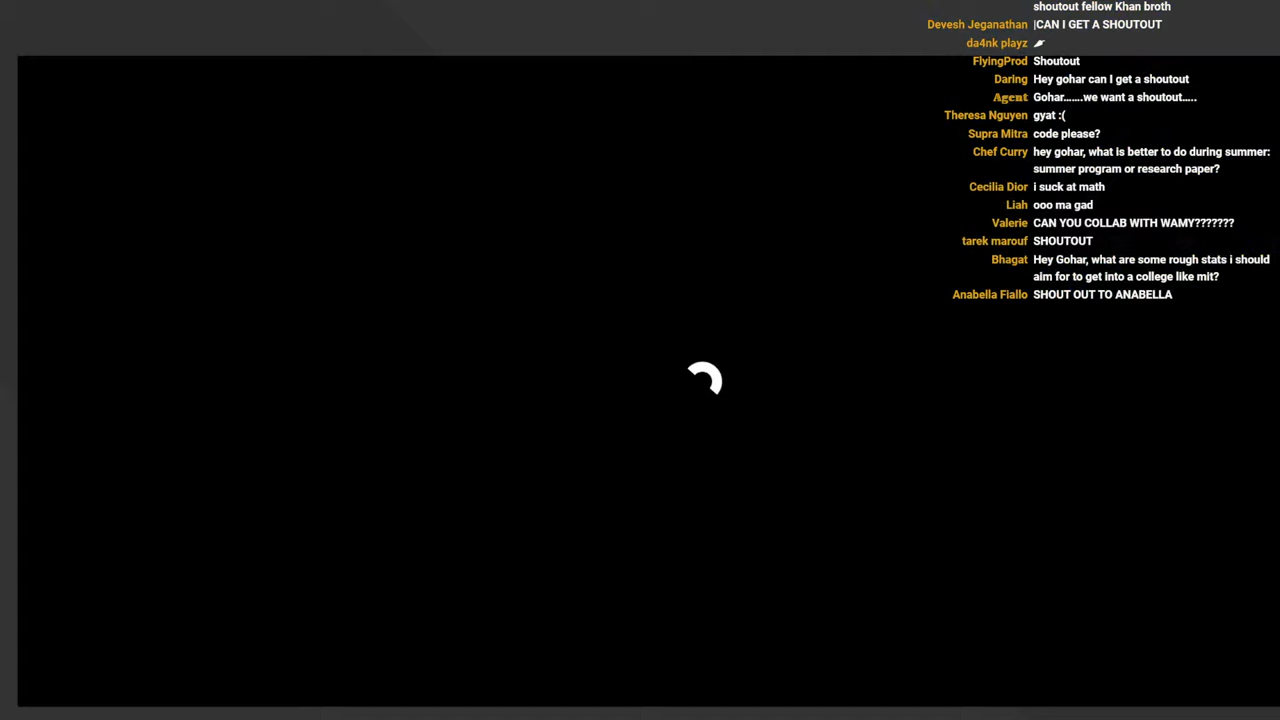 shoutout fellow Khan broth
Devesh Jeganathan |CAN I GET A SHOUTOUT
da4nk playz
FlyingProd Shoutout
Daring Hey gohar can I get a shoutout
Agent Gohar…….we want a shoutout…..
Theresa Nguyen gyat :(
Supra Mitra code please?
Chef Curry hey gohar, what is better to do during summer:
summer program or research paper?
Cecilia Dior i suck at math
Liah ooo ma gad
Valerie CAN YOU COLLAB WITH WAMY???????
tarek marouf SHOUTOUT
Bhagat Hey Gohar, what are some rough stats i should
aim for to get into a college like mit?
Anabella Fiallo SHOUT OUT TO ANABELLA